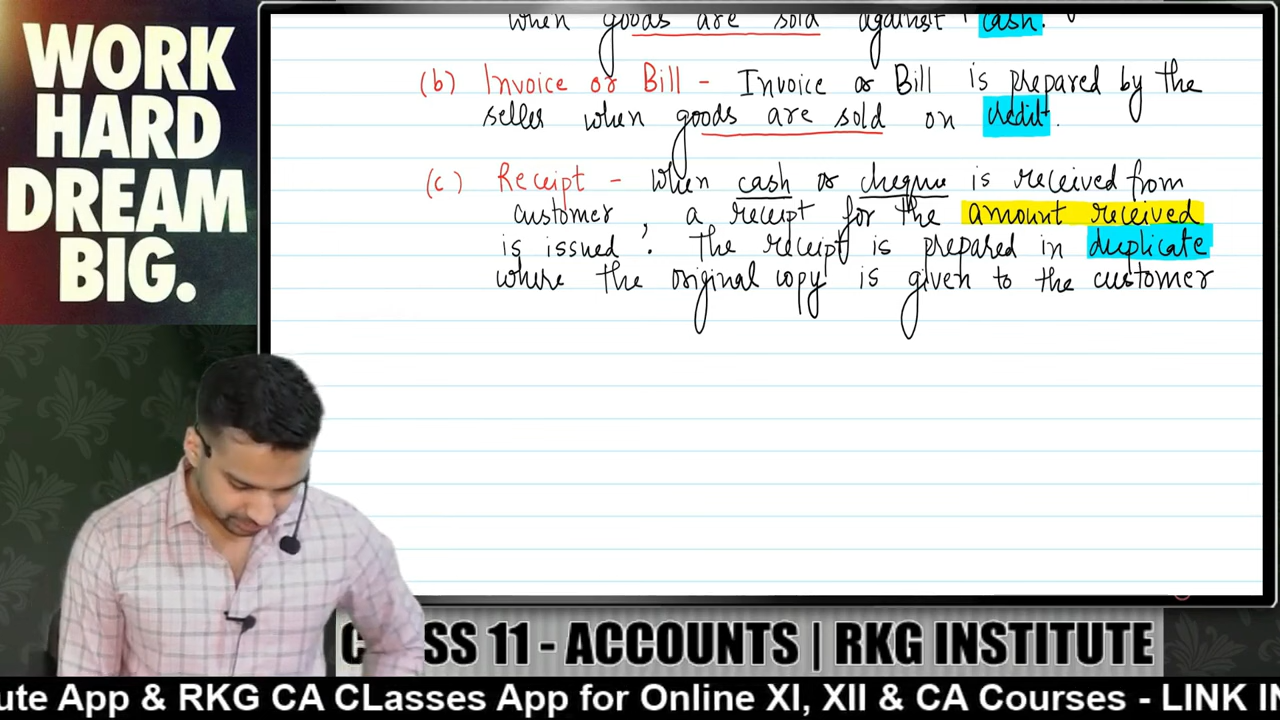 WORK
HARD
DREAM
BIG.
when goods are sold against cash.
(b) Invoice or Bill - Invoice or Bill is prepared by the
seller when goods are sold on credit.
(c) Receipt - When cash or cheque is received from
customer, a receipt for the amount received
is issued. The receipt is prepared in duplicate
where the original copy is given to the customer
SS 11 - ACCOUNTS | RKG INSTITUTE
ute App & RKG CA CLasses App for Online XI, XII & CA Courses - LINK IN